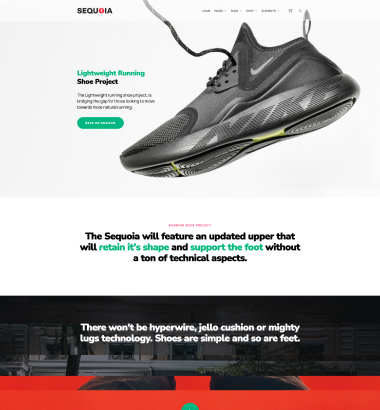 SEQUOIA
HOME PAGES BLOG SHOP ELEMENTS
Lightweight Running
Shoe Project
The Lightweight running shoe project, is
bridging the gap for those looking to move
towards more natural running.
RUNNING SHOE PROJECT
The Sequoia will feature an updated upper that
will retain it's shape and support the foot without
a ton of technical aspects.
There won't be hyperwire, jello cushion or mighty
lugs technology. Shoes are simple and so are feet.